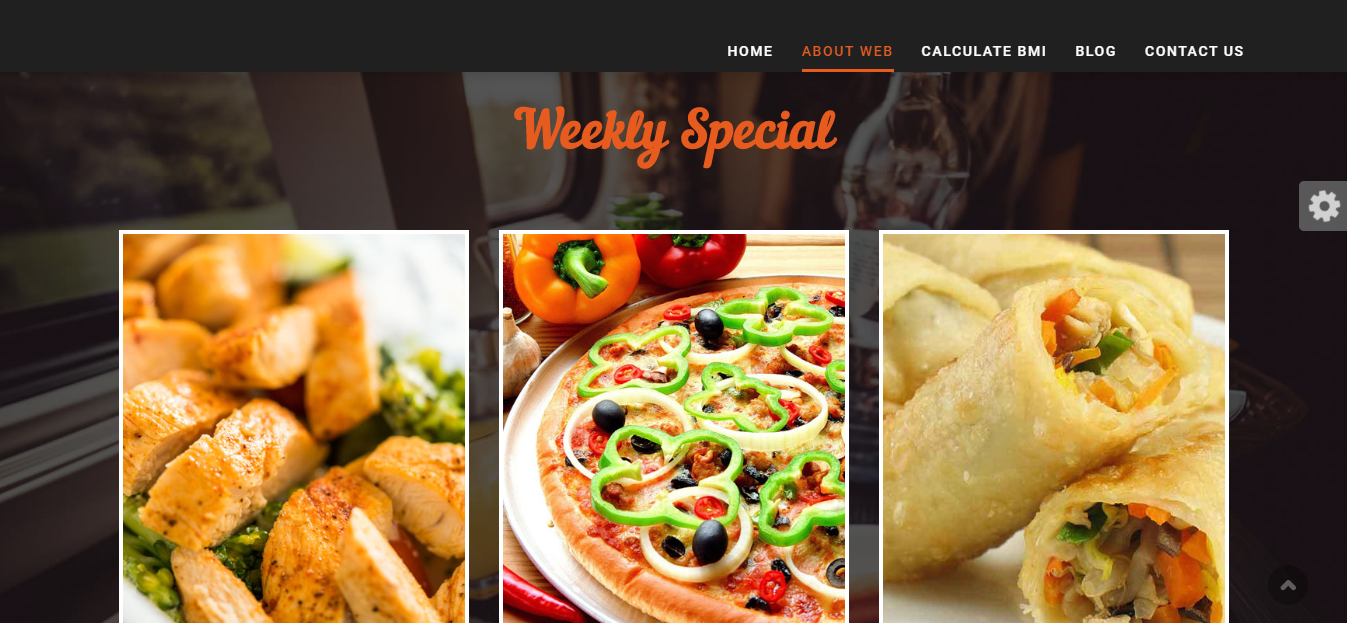 HOME ABOUT WEB CALCULATE BMI BLOG CONTACT US
Weekly Special